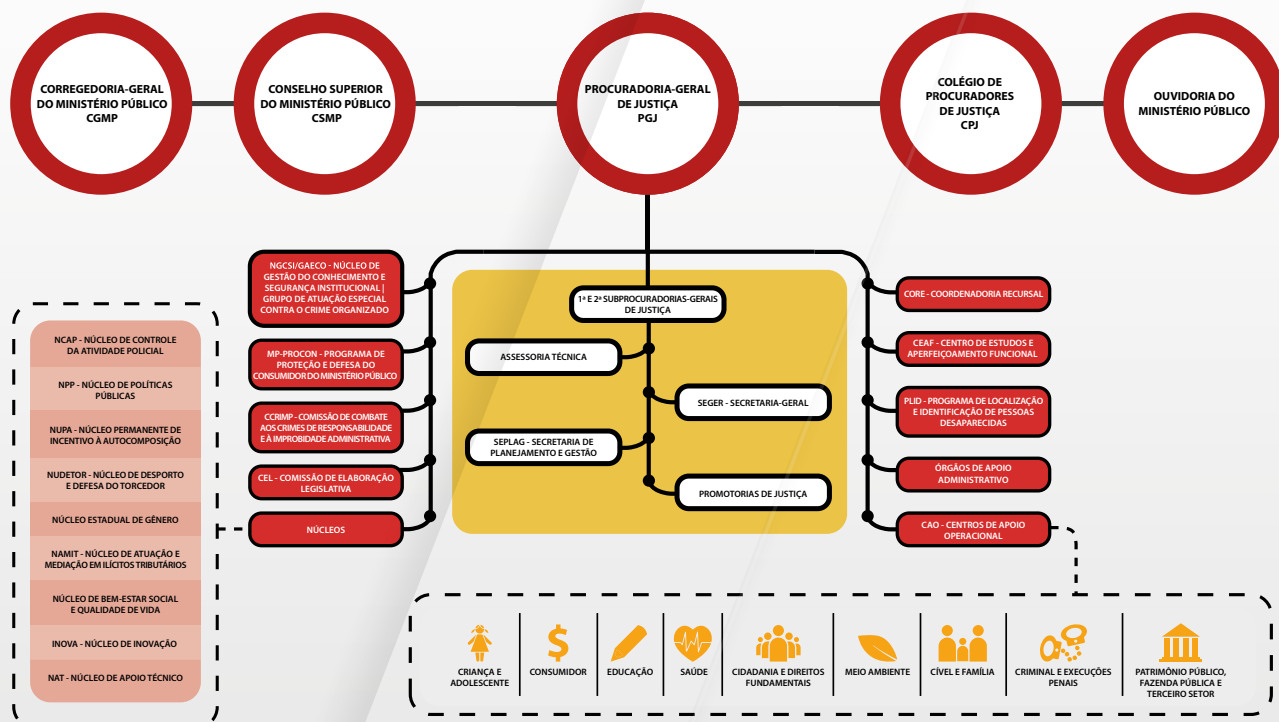 CORREGEDORIA-GERAL
DO MINISTÉRIO PÚBLICO
CGMP
CONSELHO SUPERIOR
DO MINISTÉRIO PÚBLICO
CSMP
PROCURADORIA-GERAL
DE JUSTIÇA
PGJ
COLÉGIO DE
PROCURADORES
DE JUSTIÇA
CPJ
OUVIDORIA DO
MINISTÉRIO PÚBLICO
NCAP - NÚCLEO DE CONTROLE
DA ATIVIDADE POLICIAL
NPP - NÚCLEO DE POLÍTICAS
PÚBLICAS
NUPA - NÚCLEO PERMANENTE DE
INCENTIVO À AUTOCOMPOSIÇÃO
NUDETOR - NÚCLEO DE DESPORTO
E DEFESA DO TORCEDOR
NÚCLEO ESTADUAL DE GÊNERO
NAMIT - NÚCLEO DE ATUAÇÃO E
MEDIAÇÃO EM ILÍCITOS TRIBUTÁRIOS
NÚCLEO DE BEM-ESTAR SOCIAL
E QUALIDADE DE VIDA
INOVA - NÚCLEO DE INOVAÇÃO
NAT - NÚCLEO DE APOIO TÉCNICO
NGCSI/GAECO - NÚCLEO DE
GESTÃO DO CONHECIMENTO E
SEGURANÇA INSTITUCIONAL |
GRUPO DE ATUAÇÃO ESPECIAL
CONTRA O CRIME ORGANIZADO
MP-PROCON - PROGRAMA DE
PROTEÇÃO E DEFESA DO
CONSUMIDOR DO MINISTÉRIO PÚBLICO
CCRIMP - COMISSÃO DE COMBATE
AOS CRIMES DE RESPONSABILIDADE
E À IMPROBIDADE ADMINISTRATIVA
CEL - COMISSÃO DE ELABORAÇÃO
LEGISLATIVA
NÚCLEOS
1ª E 2ª SUBPROCURADORIAS-GERAIS
DE JUSTIÇA
ASSESSORIA TÉCNICA
SEGER - SECRETARIA-GERAL
SEPLAG - SECRETARIA DE
PLANEJAMENTO E GESTÃO
PROMOTORIAS DE JUSTIÇA
CORE - COORDENADORIA RECURSAL
CEAF - CENTRO DE ESTUDOS E
APERFEIÇOAMENTO FUNCIONAL
PLID - PROGRAMA DE LOCALIZAÇÃO
E IDENTIFICAÇÃO DE PESSOAS
DESAPARECIDAS
ÓRGÃOS DE APOIO
ADMINISTRATIVO
CAO - CENTROS DE APOIO
OPERACIONAL
CRIANÇA E
ADOLESCENTE
CONSUMIDOR
EDUCAÇÃO
SAÚDE
CIDADANIA E DIREITOS
FUNDAMENTAIS
MEIO AMBIENTE
CÍVEL E FAMÍLIA
CRIMINAL E EXECUÇÕES
PENAIS
PATRIMÔNIO PÚBLICO,
FAZENDA PÚBLICA E
TERCEIRO SETOR